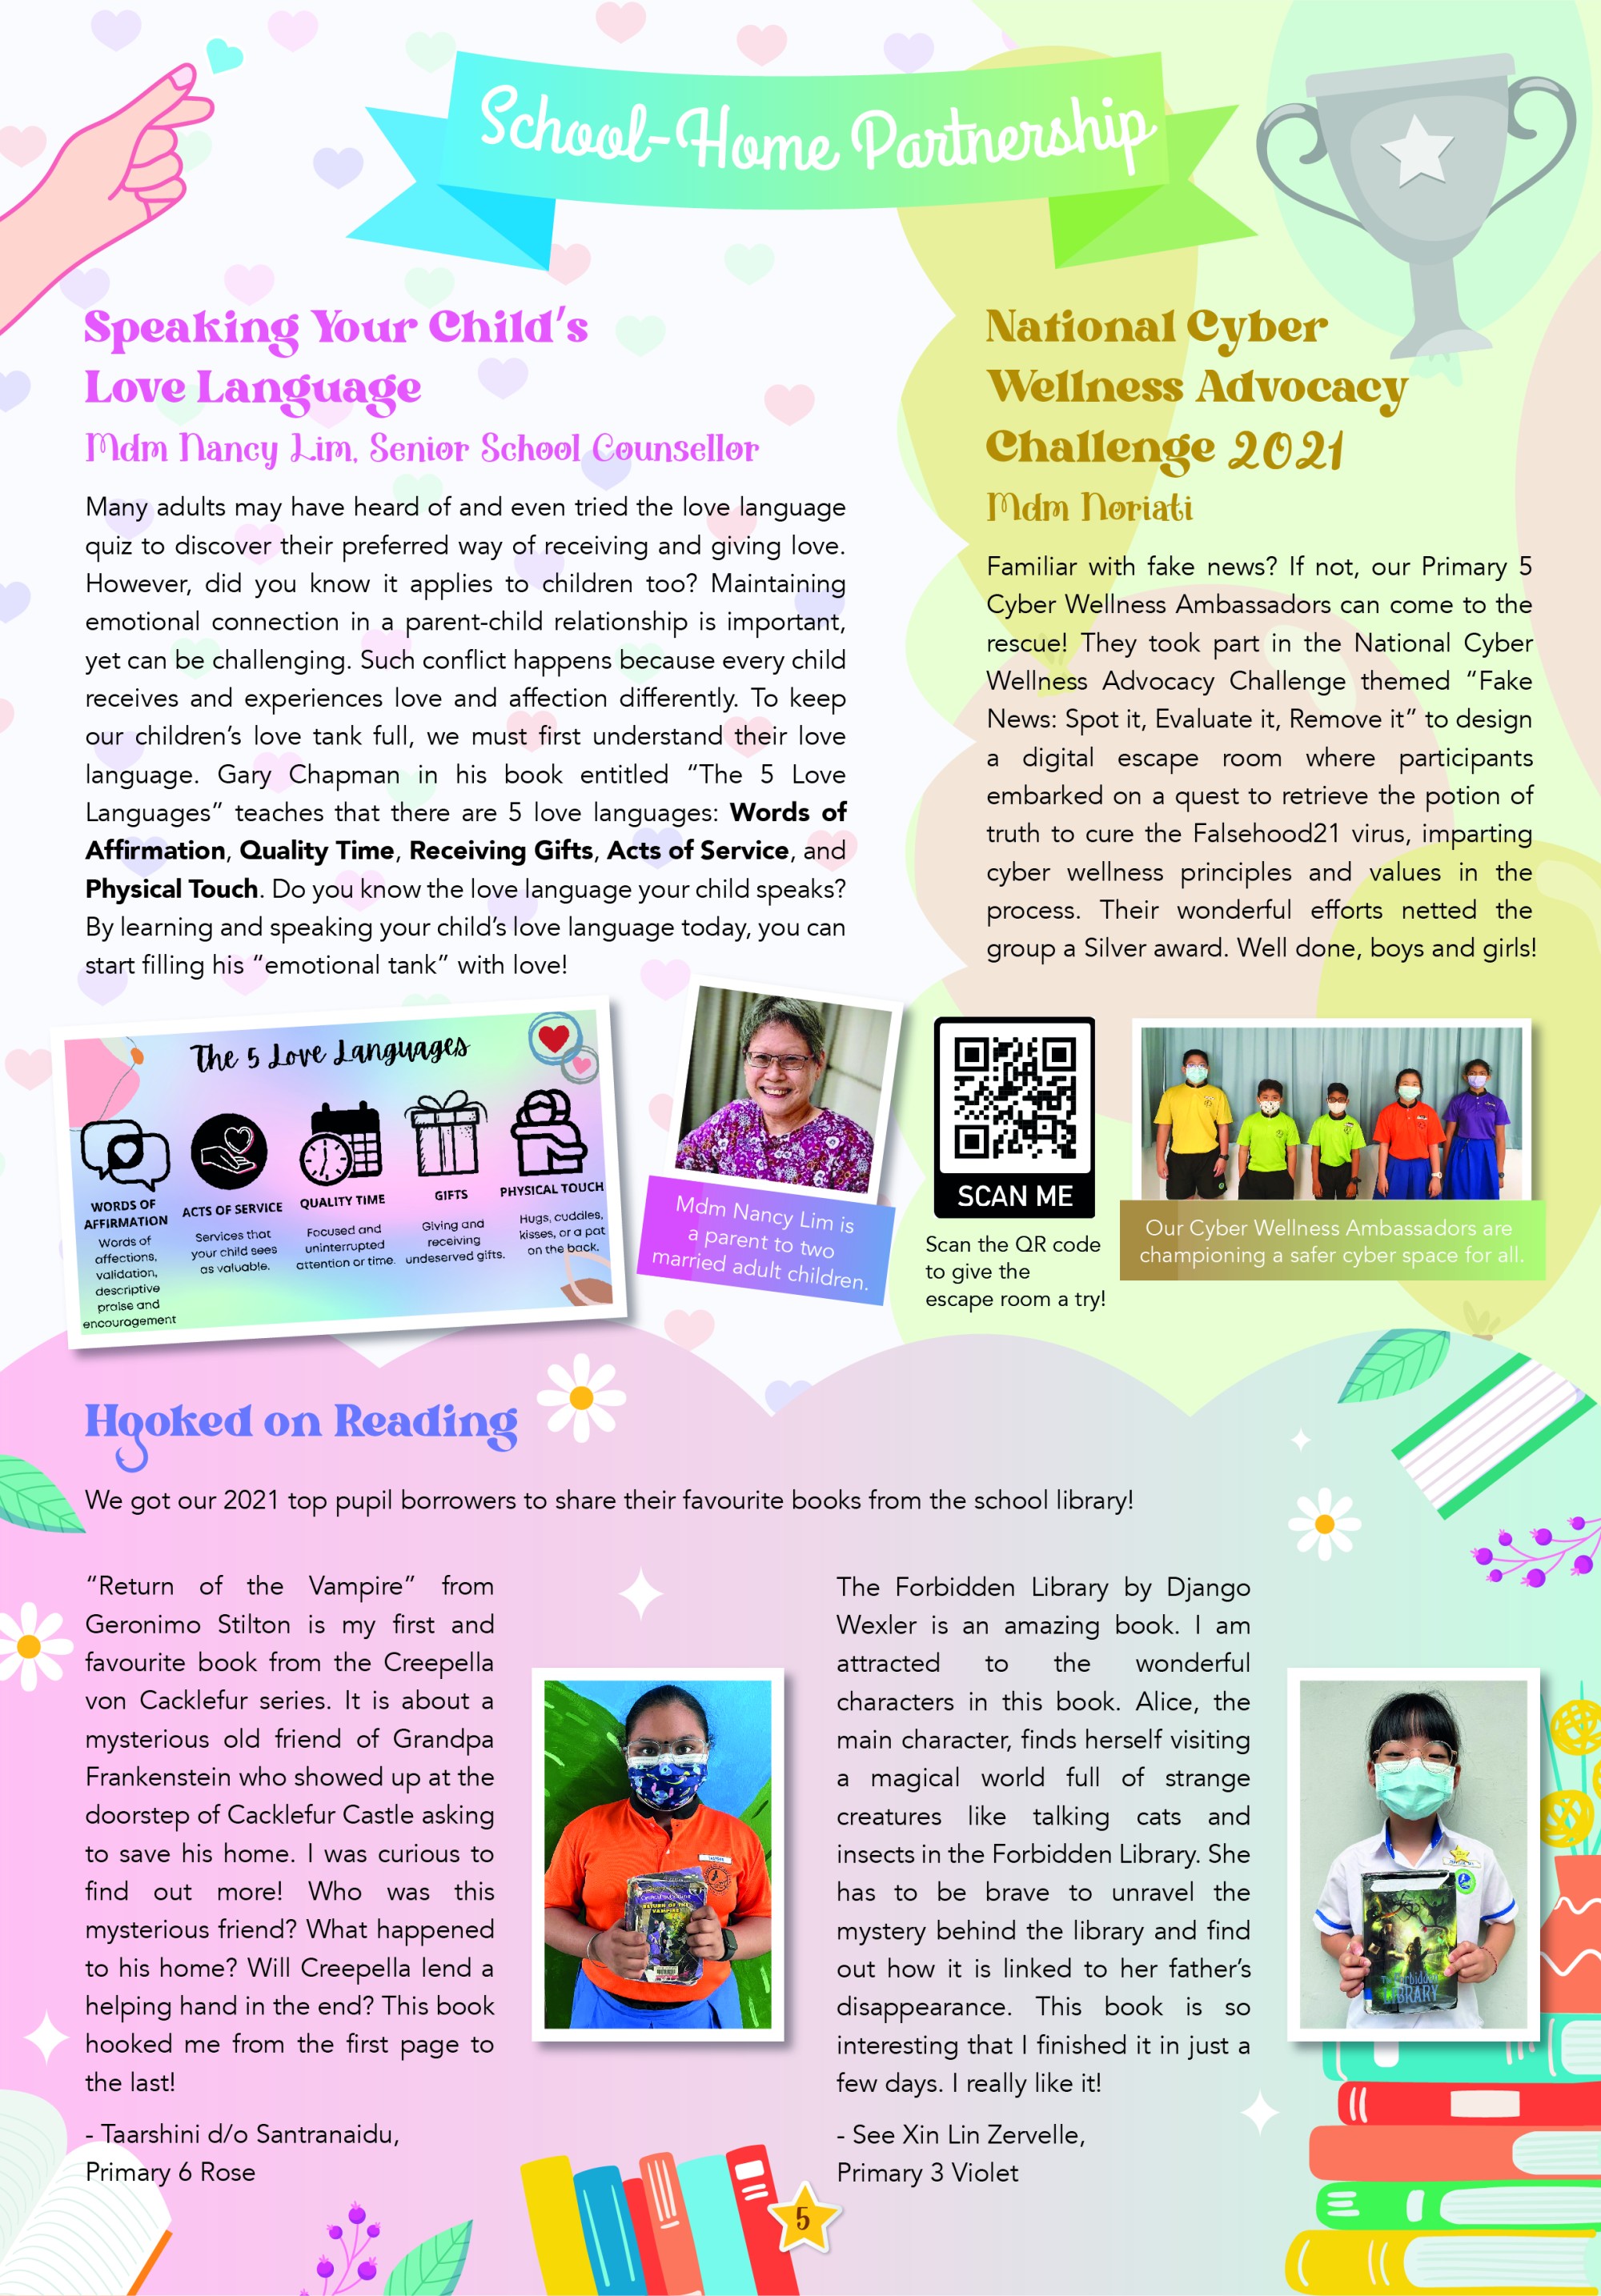 School-Home Partnership
Speaking Your Child's
Love Language
Mdm Nancy Lim, Senior School Counsellor
Many adults may have heard of and even tried the love language
quiz to discover their preferred way of receiving and giving love.
However, did you know it applies to children too? Maintaining
emotional connection in a parent-child relationship is important,
yet can be challenging. Such conflict happens because every child
receives and experiences love and affection differently. To keep
our children’s love tank full, we must first understand their love
language. Gary Chapman in his book entitled “The 5 Love
Languages” teaches that there are 5 love languages: Words of
Affirmation, Quality Time, Receiving Gifts, Acts of Service, and
Physical Touch. Do you know the love language your child speaks?
By learning and speaking your child’s love language today, you can
start filling his “emotional tank” with love!
The 5 Love Languages
WORDS OF
AFFIRMATION
Words of
affections,
validation,
descriptive
praise and
encouragement
ACTS OF SERVICE
Services that
your child sees
as valuable.
QUALITY TIME
Focused and
uninterrupted
attention or time.
GIFTS
Giving and
receiving
undeserved gifts.
PHYSICAL TOUCH
Hugs, cuddles,
kisses, or a pat
on the back.
Mdm Nancy Lim is
a parent to two
married adult children.
National Cyber
Wellness Advocacy
Challenge 2021
Mdm Noriati
Familiar with fake news? If not, our Primary 5
Cyber Wellness Ambassadors can come to the
rescue! They took part in the National Cyber
Wellness Advocacy Challenge themed “Fake
News: Spot it, Evaluate it, Remove it” to design
a digital escape room where participants
embarked on a quest to retrieve the potion of
truth to cure the Falsehood21 virus, imparting
cyber wellness principles and values in the
process. Their wonderful efforts netted the
group a Silver award. Well done, boys and girls!
SCAN ME
Scan the QR code
to give the
escape room a try!
Our Cyber Wellness Ambassadors are
championing a safer cyber space for all.
Hooked on Reading
We got our 2021 top pupil borrowers to share their favourite books from the school library!
“Return of the Vampire” from
Geronimo Stilton is my first and
favourite book from the Creepella
von Cacklefur series. It is about a
mysterious old friend of Grandpa
Frankenstein who showed up at the
doorstep of Cacklefur Castle asking
to save his home. I was curious to
find out more! Who was this
mysterious friend? What happened
to his home? Will Creepella lend a
helping hand in the end? This book
hooked me from the first page to
the last!
- Taarshini d/o Santranaidu,
Primary 6 Rose
RETURN OF THE
VAMPIRE
The Forbidden Library by Django
Wexler is an amazing book. I am
attracted to the wonderful
characters in this book. Alice, the
main character, finds herself visiting
a magical world full of strange
creatures like talking cats and
insects in the Forbidden Library. She
has to be brave to unravel the
mystery behind the library and find
out how it is linked to her father’s
disappearance. This book is so
interesting that I finished it in just a
few days. I really like it!
- See Xin Lin Zervelle,
Primary 3 Violet
The Forbidden
LIBRARY
5